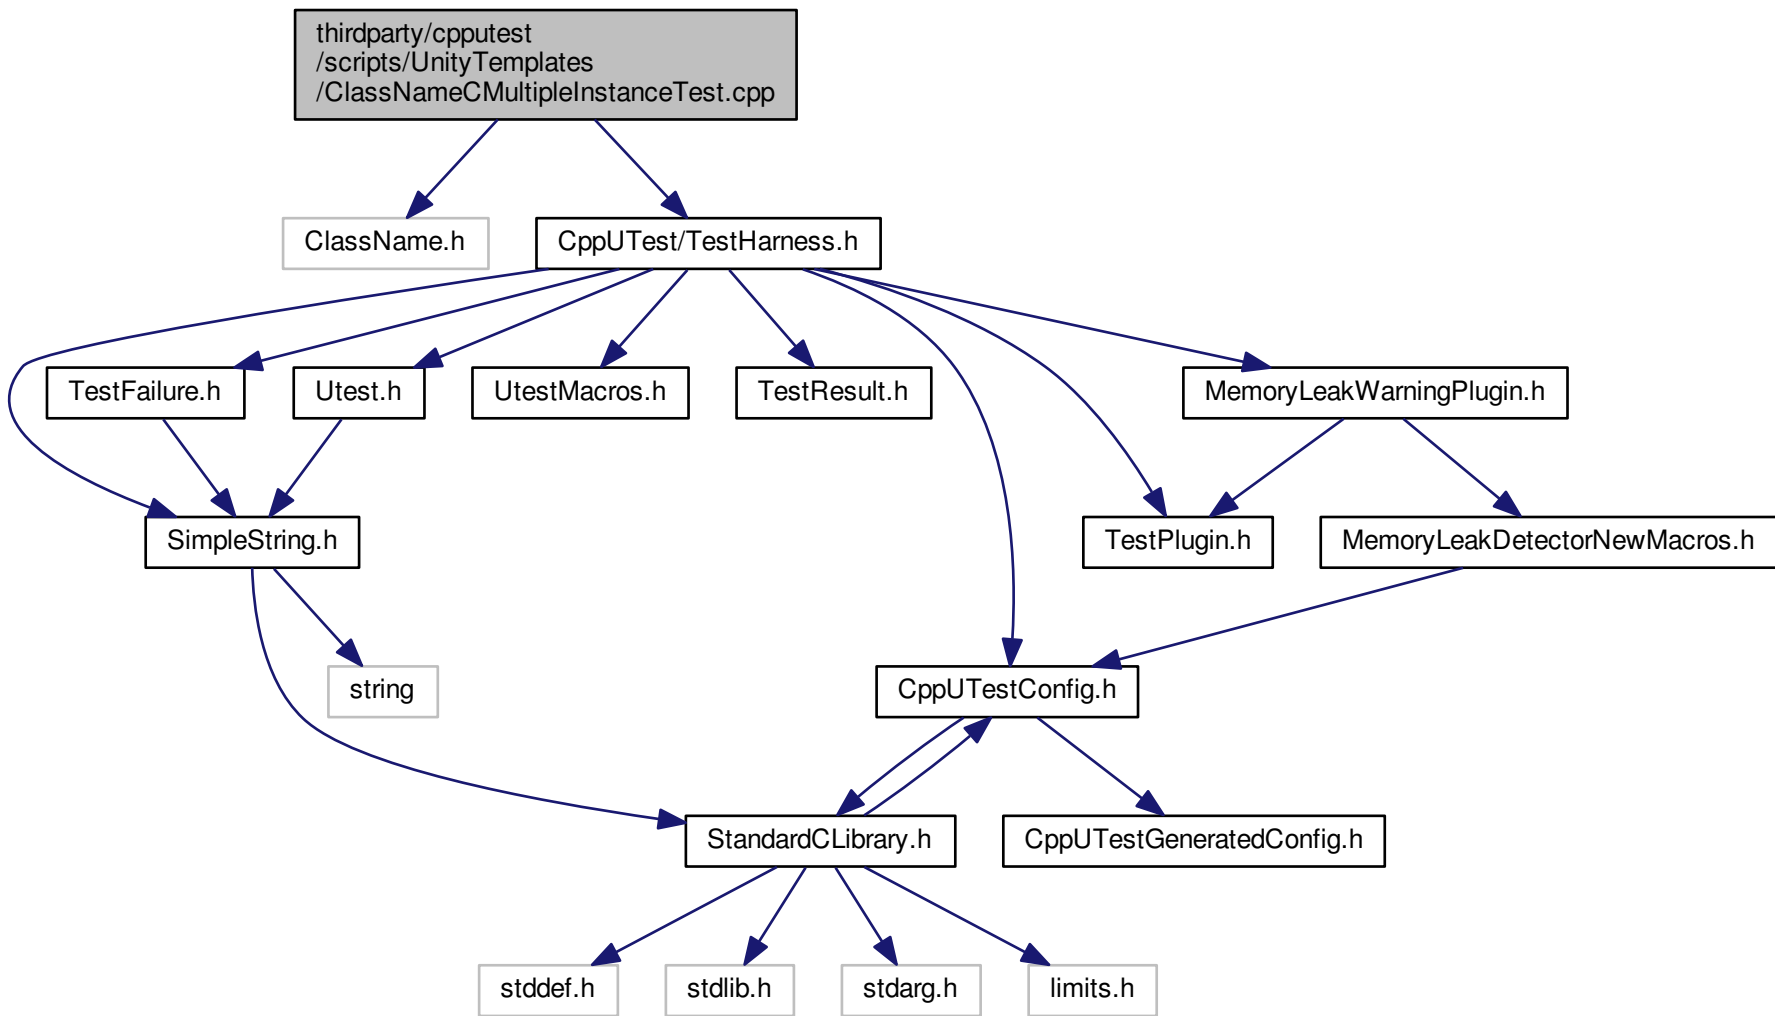 thirdparty/cpputest
/scripts/UnityTemplates
/ClassNameCMultipleInstanceTest.cpp
ClassName.h
CppUTest/TestHarness.h
TestFailure.h
Utest.h
UtestMacros.h
TestResult.h
MemoryLeakWarningPlugin.h
SimpleString.h
TestPlugin.h
MemoryLeakDetectorNewMacros.h
string
CppUTestConfig.h
StandardCLibrary.h
CppUTestGeneratedConfig.h
stddef.h
stdlib.h
stdarg.h
limits.h